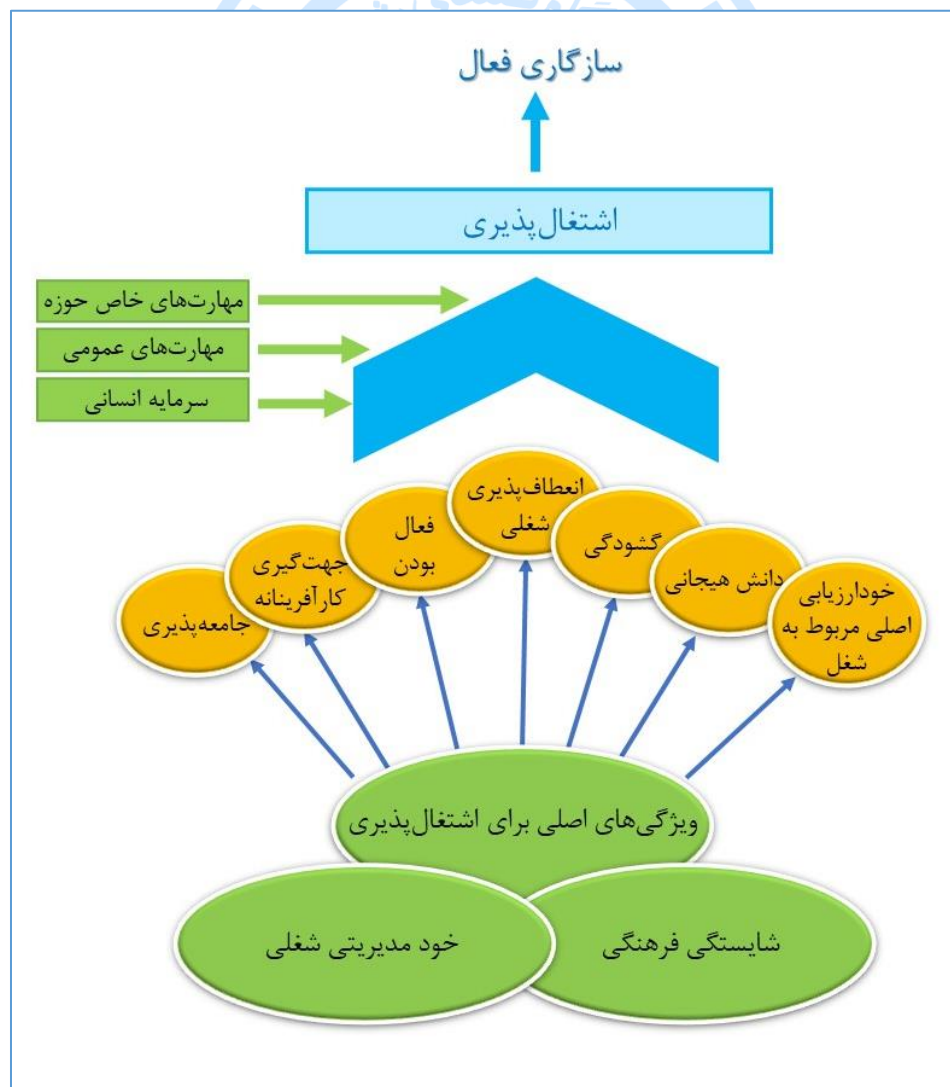 سازگاری فعال
اشتغال‌پذیری
مهارت‌های خاص حوزه
مهارت‌های عمومی
سرمایه انسانی
انعطاف‌پذیری
شغلی
فعال
بودن
گشودگی
جهت‌گیری
کارآفرینانه
دانش هیجانی
جامعه‌پذیری
خودارزیابی
اصلی مربوط به
شغل
ویژگی‌های اصلی برای اشتغال‌پذیری
خود مدیریتی شغلی
شایستگی فرهنگی